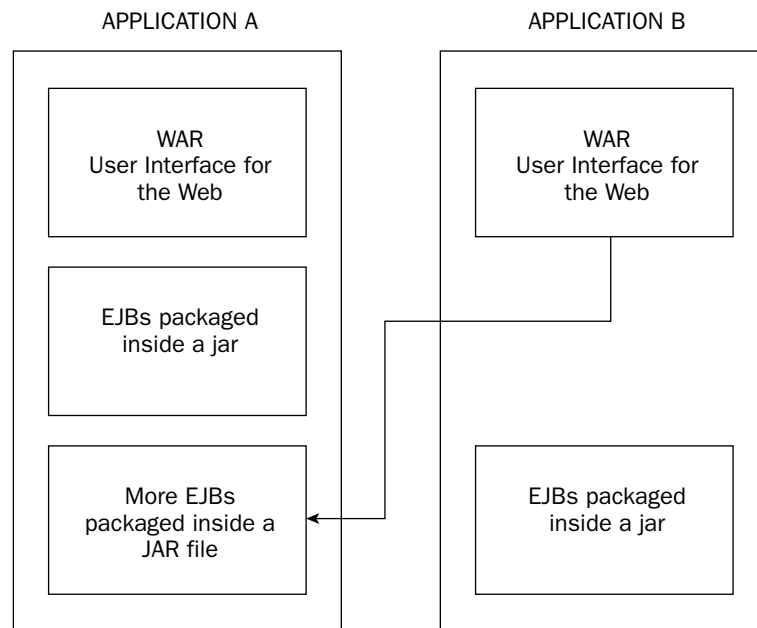 APPLICATION A
WAR
User Interface for
the Web
EJBs packaged
inside a jar
More EJBs
packaged inside a
JAR file
APPLICATION B
WAR
User Interface for
the Web
EJBs packaged
inside a jar